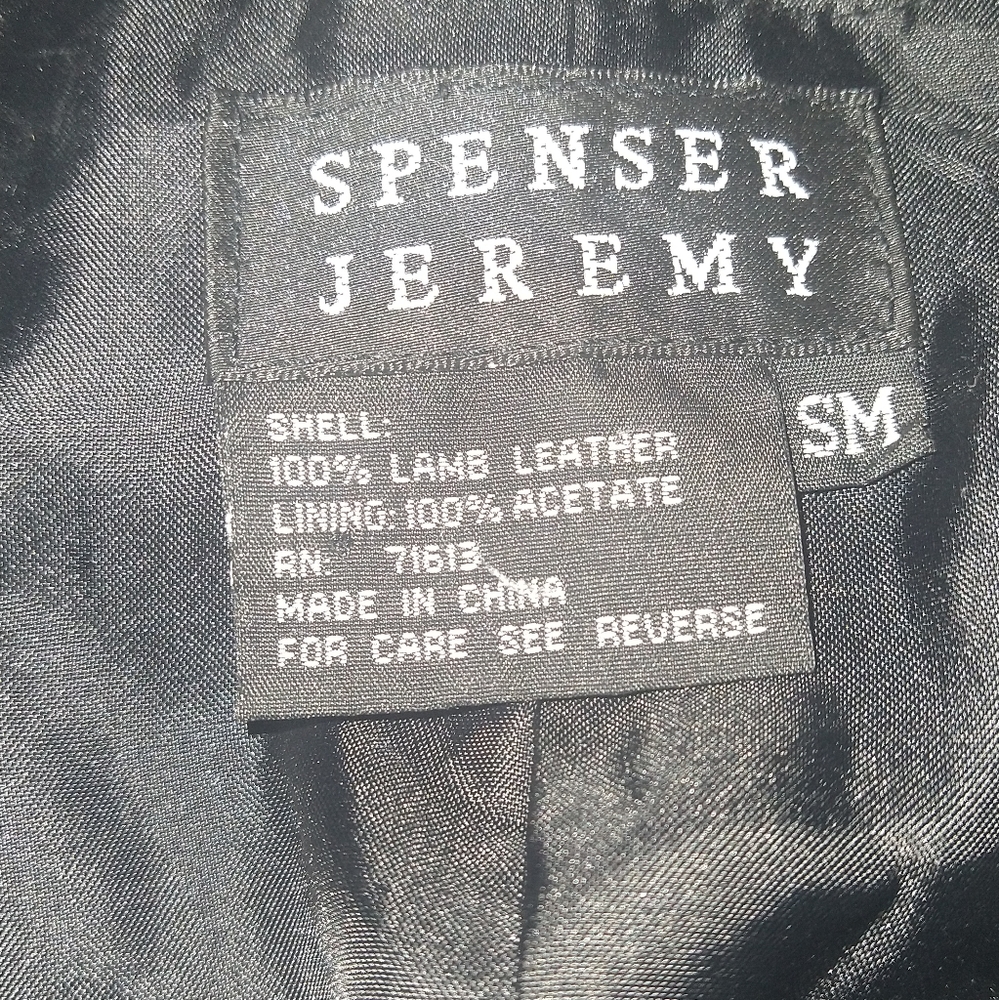 SPENSER
JEREMY
SM
SHELL:
100% LAMB LEATHER
LINING: 100% ACETATE
RN: 71613
MADE IN CHINA
FOR CARE SEE REVERSE